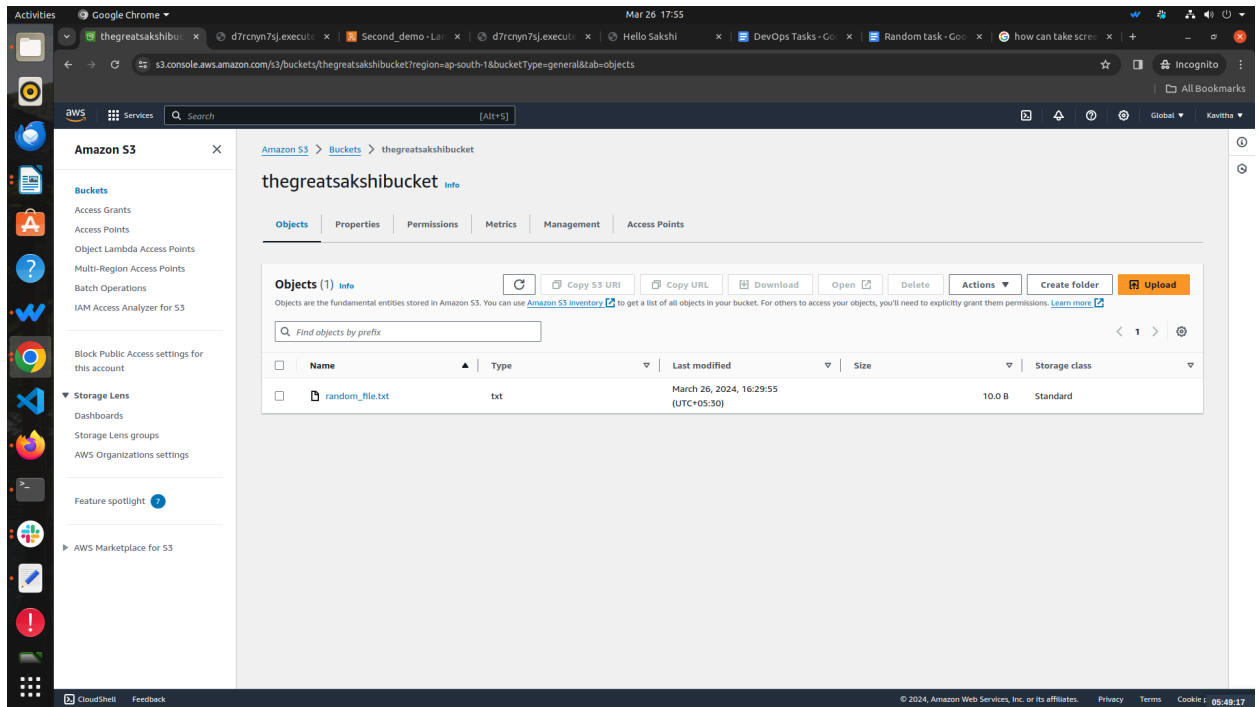 Activities Google Chrome Mar 26 17:55
thegreatsakshibuc d7rcnyn7sj.execute Second_demo - Lam d7rcnyn7sj.execute Hello Sakshi DevOps Tasks - Goo Random task - Goo how can take scree
s3.console.aws.amazon.com/s3/buckets/thegreatsakshibucket?region=ap-south-1&bucketType=general&tab=objects Incognito
All Bookmarks
aws Services Search [Alt+S] Global Kavitha
Amazon S3
Buckets
Access Grants
Access Points
Object Lambda Access Points
Multi-Region Access Points
Batch Operations
IAM Access Analyzer for S3
Block Public Access settings for
this account
Storage Lens
Dashboards
Storage Lens groups
AWS Organizations settings
Feature spotlight 7
AWS Marketplace for S3
Amazon S3 > Buckets > thegreatsakshibucket
thegreatsakshibucket Info
Objects Properties Permissions Metrics Management Access Points
Objects (1) Info Copy S3 URI Copy URL Download Open Delete Actions Create folder Upload
Objects are the fundamental entities stored in Amazon S3. You can use Amazon S3 inventory to get a list of all objects in your bucket. For others to access your objects, you'll need to explicitly grant them permissions. Learn more
Find objects by prefix 1
Name Type Last modified Size Storage class
random_file.txt txt March 26, 2024, 16:29:55 (UTC+05:30) 10.0 B Standard
CloudShell Feedback © 2024, Amazon Web Services, Inc. or its affiliates. Privacy Terms Cookie 05:49:17